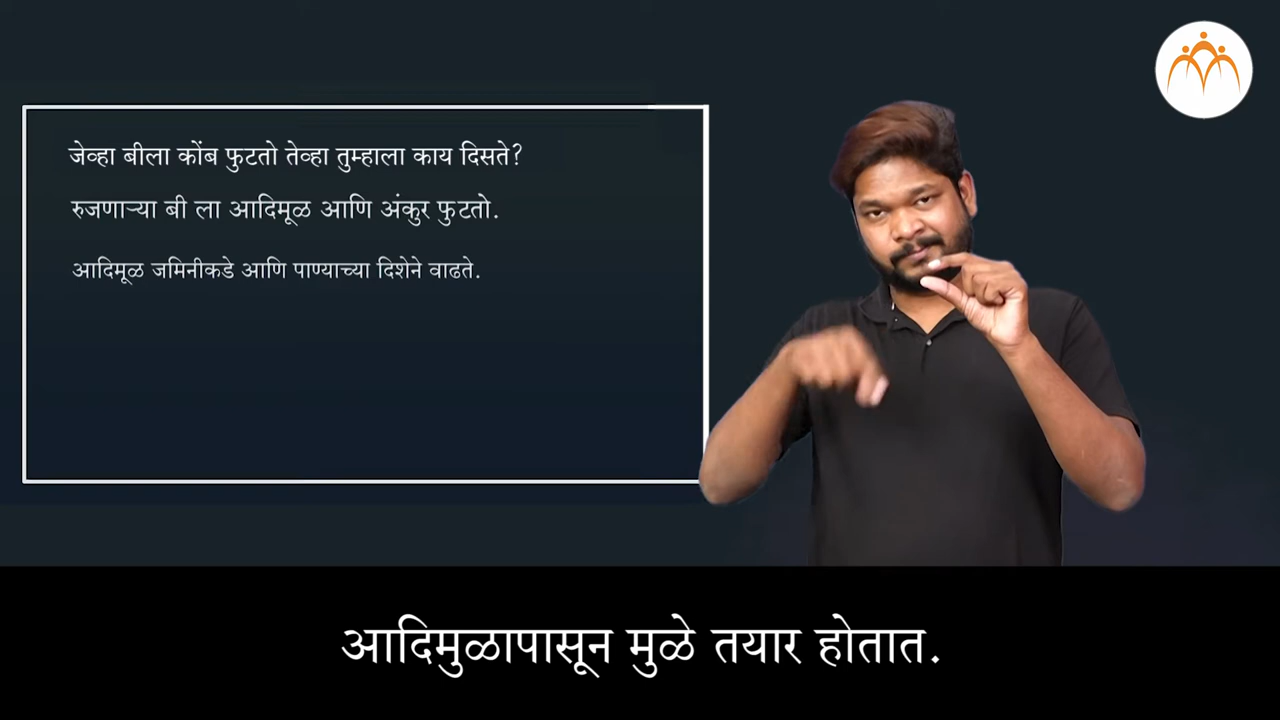 जेव्हा बीला कोंब फुटतो तेव्हा तुम्हाला काय दिसते?
रुजणाऱ्या बी ला आदिमूळ आणि अंकुर फुटतो.
आदिमूळ जमिनीकडे आणि पाण्याच्या दिशेने वाढते.
आदिमुळापासून मुळे तयार होतात.